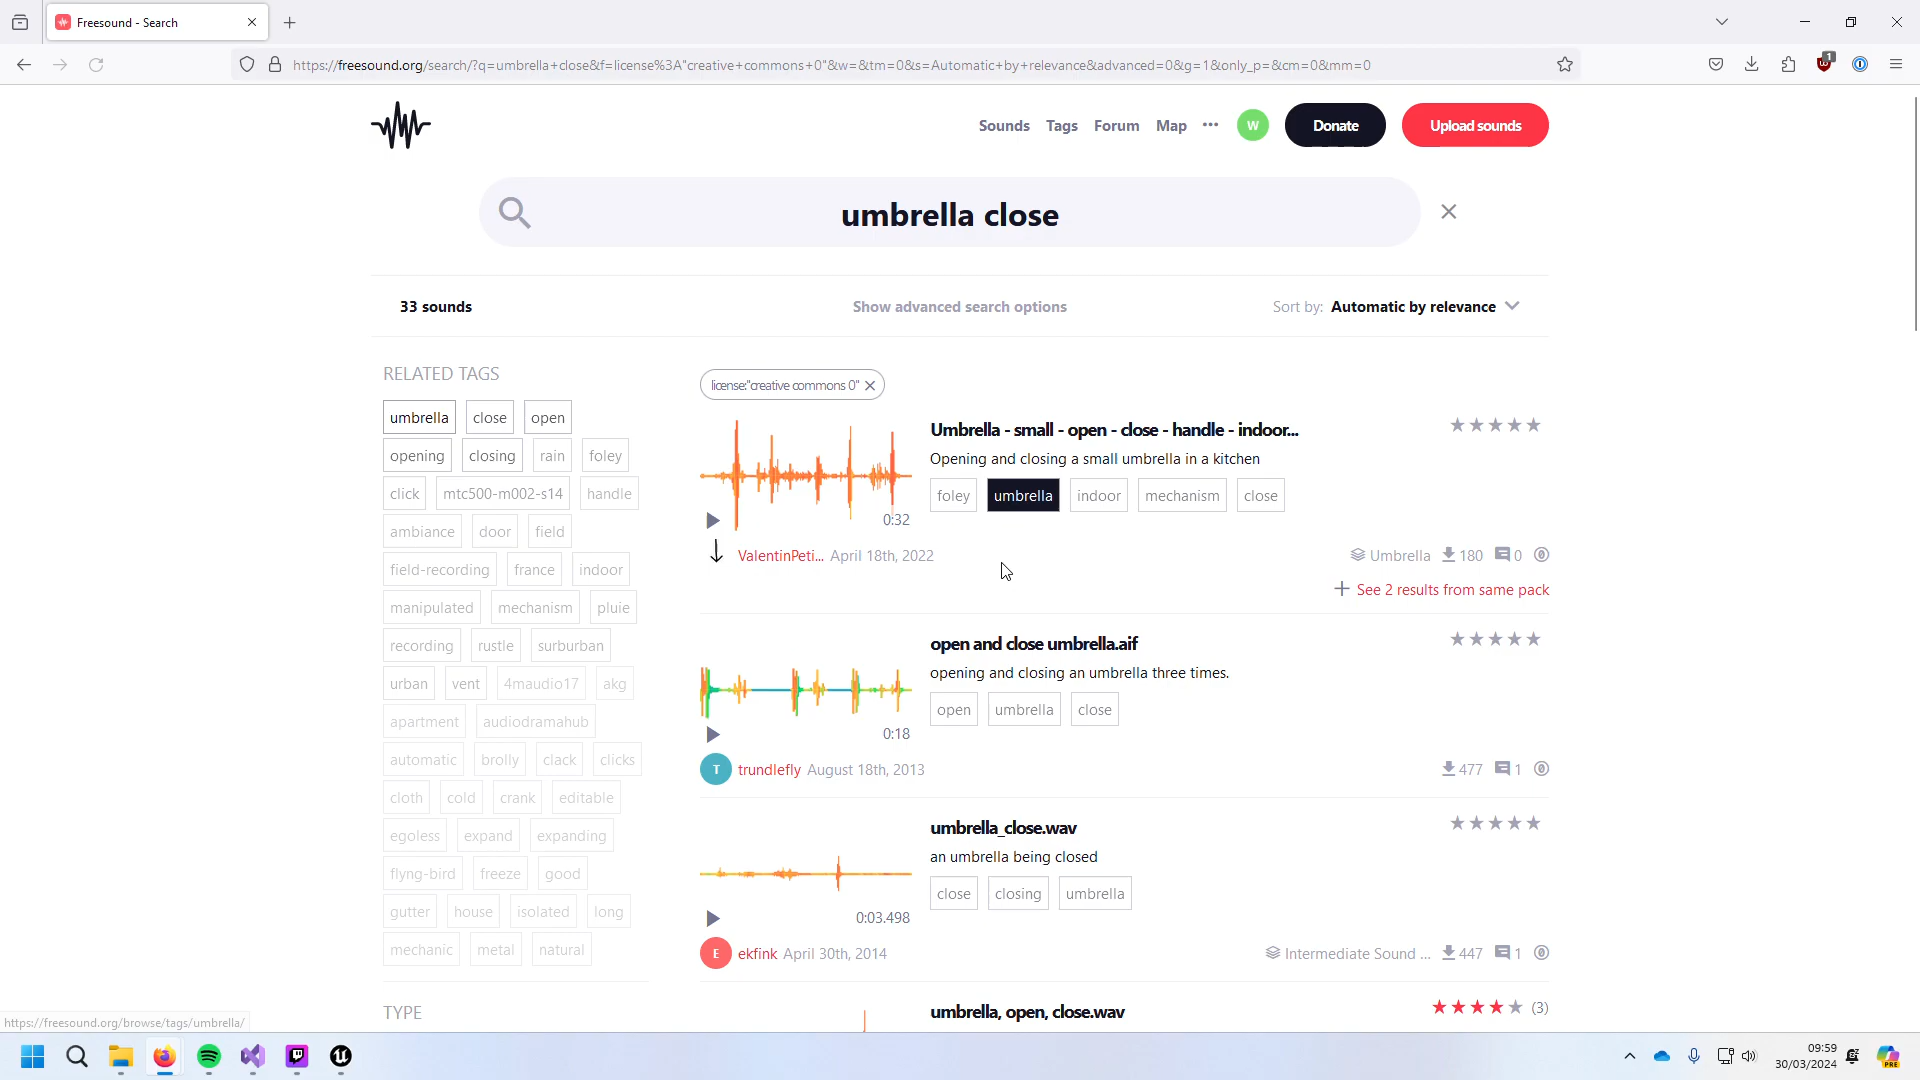 Freesound - Search
https://freesound.org/search/?q=umbrella+close&f=license%3A"creative+commons+0"&w=&tm=0&s=Automatic+by+relevance&advanced=0&g=1&only_p=&cm=0&mm=0
1
Sounds
Tags
Forum
Map
W
Donate
Upload sounds
umbrella close
33 sounds
Show advanced search options
Sort by: Automatic by relevance
RELATED TAGS
umbrella close open
opening closing rain foley
click mtc500-m002-s14 handle
ambiance door field
field-recording france indoor
manipulated mechanism pluie
recording rustle surburban
urban vent 4maudio17 akg
apartment audiodramahub
automatic brolly clack clicks
cloth cold crank editable
egoless expand expanding
flyng-bird freeze good
gutter house isolated long
mechanic metal natural
TYPE
license:"creative commons 0"
Umbrella - small - open - close - handle - indoor...
Opening and closing a small umbrella in a kitchen
foley umbrella indoor mechanism close
0:32
ValentinPeti... April 18th, 2022
Umbrella 180 0 0
See 2 results from same pack
open and close umbrella.aif
opening and closing an umbrella three times.
open umbrella close
0:18
T trundlefly August 18th, 2013
477 1 0
umbrella_close.wav
an umbrella being closed
close closing umbrella
0:03.498
E ekfink April 30th, 2014
Intermediate Sound ... 447 1 0
umbrella, open, close.wav
(3)
https://freesound.org/browse/tags/umbrella/
09:59
30/03/2024
PRE